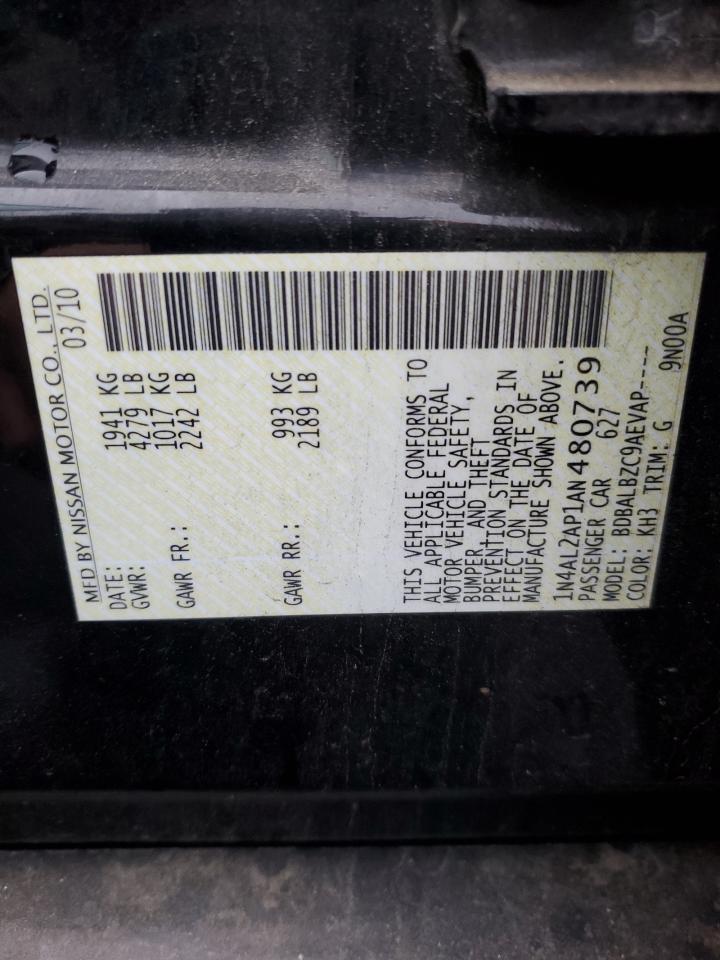 MFD BY NISSAN MOTOR CO., LTD.
DATE: 03/10
GVWR: 1941 KG
4279 LB
GAWR FR.: 1017 KG
2242 LB
GAWR RR.: 993 KG
2189 LB
THIS VEHICLE CONFORMS TO
ALL APPLICABLE FEDERAL
MOTOR VEHICLE SAFETY,
BUMPER, AND THEFT
PREVENTION STANDARDS IN
EFFECT ON THE DATE OF
MANUFACTURE SHOWN ABOVE.
1N4AL2AP1AN480739
PASSENGER CAR 627
MODEL: BDBALBZC9AEVAP----
COLOR: KH3 TRIM: G 9N00A